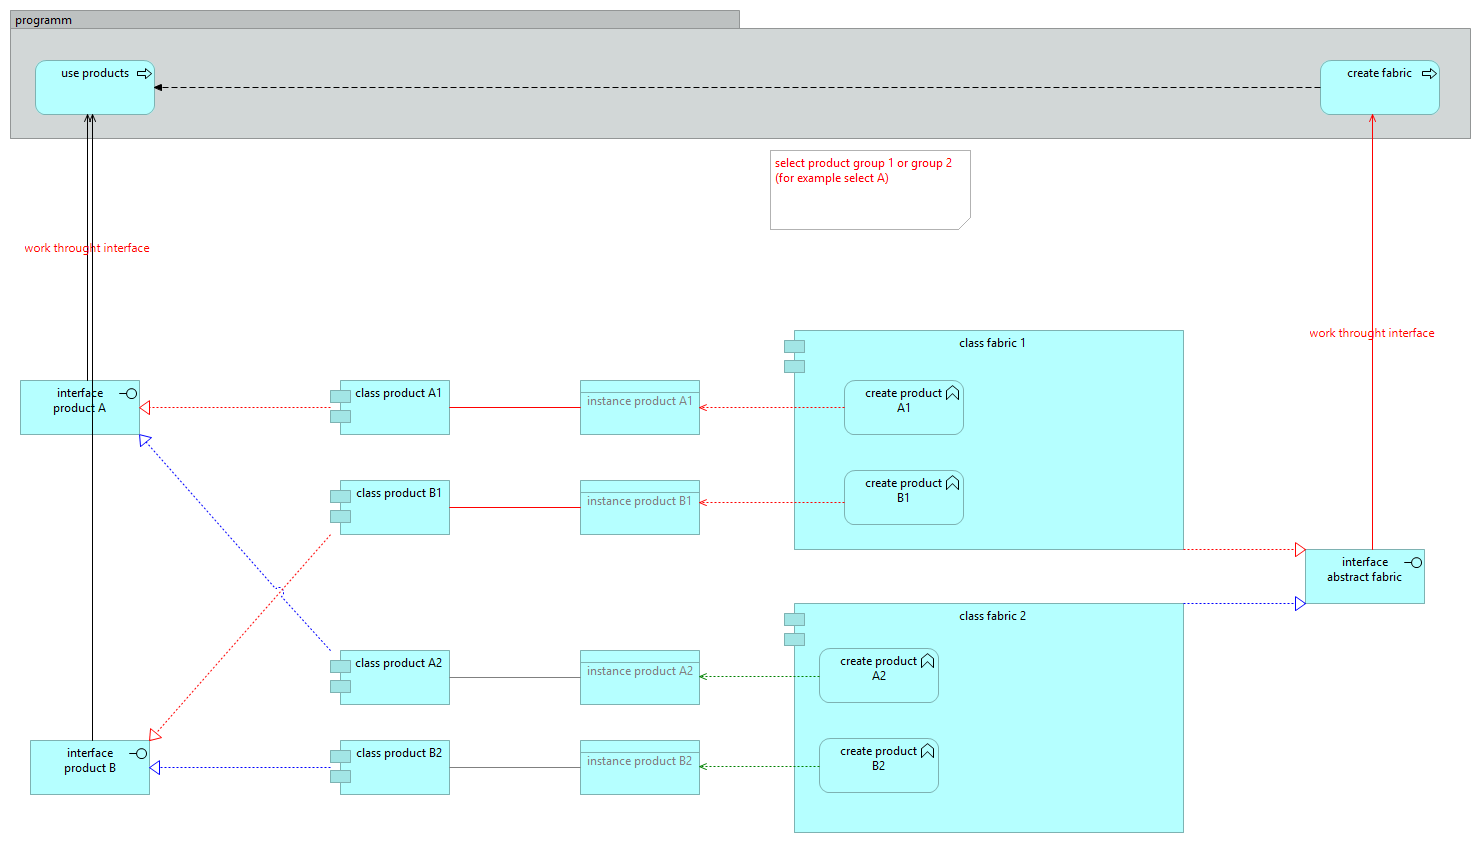 programm
use products
create fabric
select product group 1 or group 2
(for example select A)
work throught interface
work throught interface
class fabric 1
interface
product A
class product A1
instance product A1
create product
A1
class product B1
instance product B1
create product
B1
interface
abstract fabric
class fabric 2
class product A2
instance product A2
create product
A2
interface
product B
class product B2
instance product B2
create product
B2